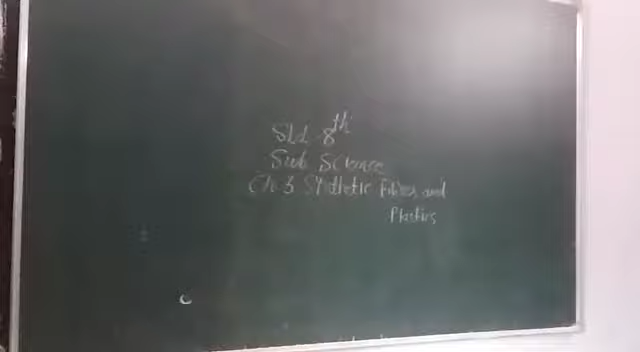 Std 8th
Sub Science
Ch 3 Synthetic Fibres and
Plastics